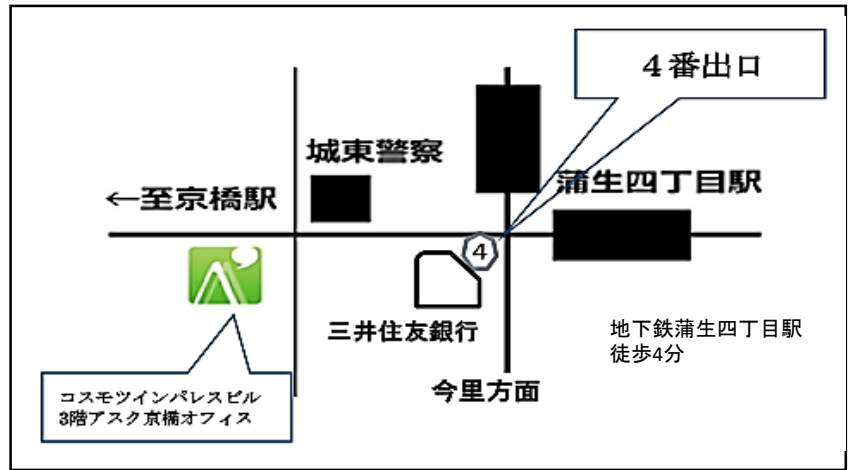 4番出口
城東警察
蒲生四丁目駅
←至京橋駅
4
三井住友銀行
地下鉄蒲生四丁目駅
徒歩4分
今里方面
コスモツインパレスビル
3階アスク京橋オフィス